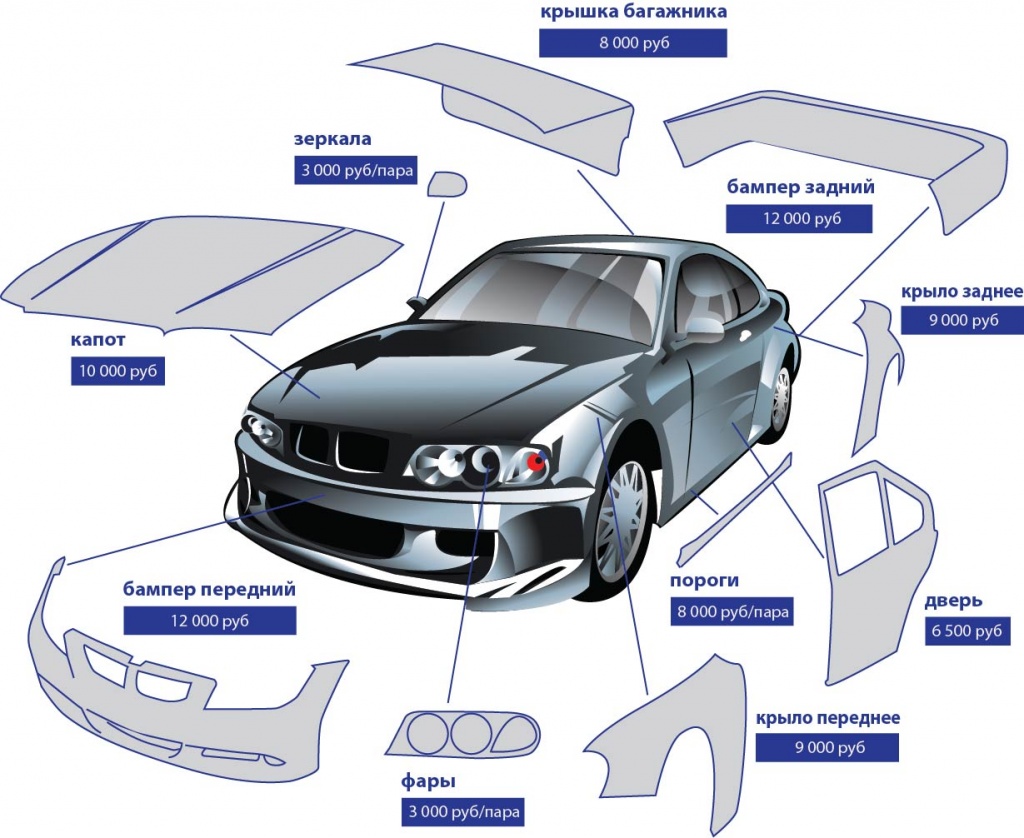 крышка багажника
8 000 руб
зеркала
3 000 руб/пара
бампер задний
12 000 руб
крыло заднее
9 000 руб
капот
10 000 руб
пороги
8 000 руб/пара
дверь
6 500 руб
бампер передний
12 000 руб
крыло переднее
9 000 руб
фары
3 000 руб/пара